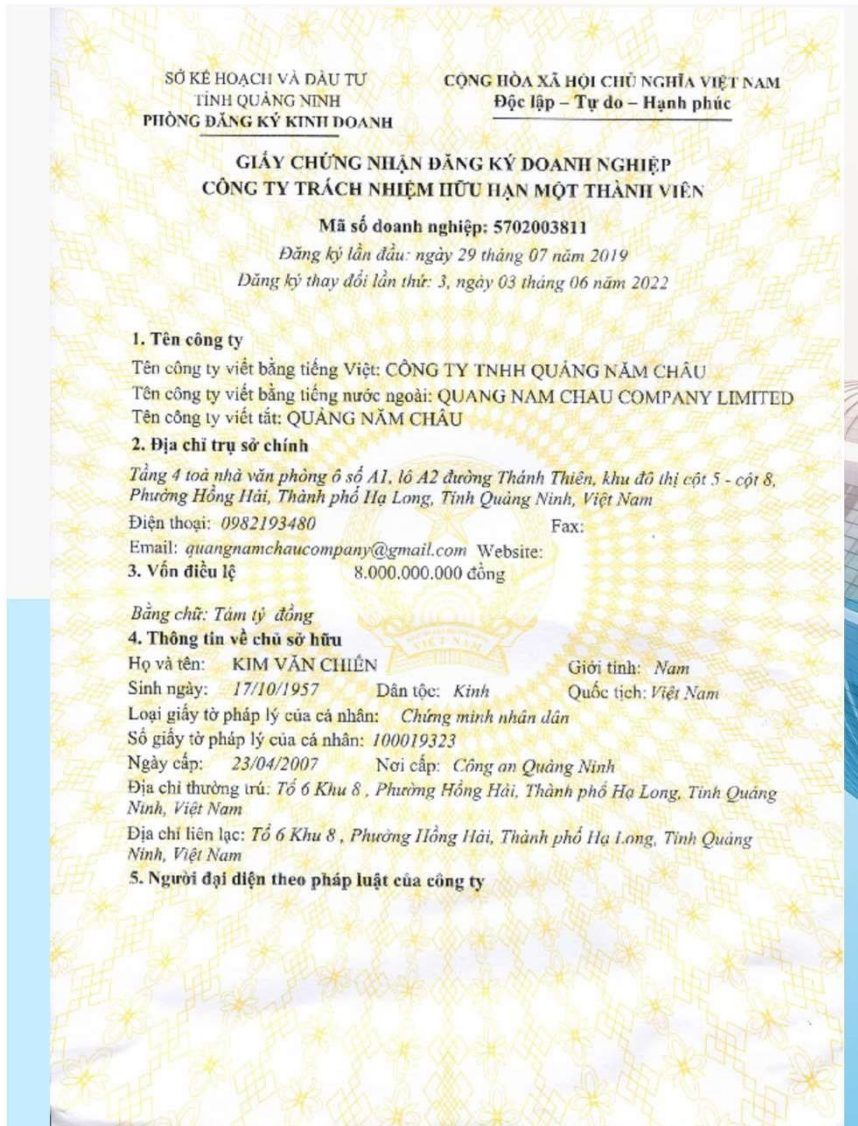 SỞ KẾ HOẠCH VÀ ĐẦU TƯ
TỈNH QUẢNG NINH
PHÒNG ĐĂNG KÝ KINH DOANH
CỘNG HÒA XÃ HỘI CHỦ NGHĨA VIỆT NAM
Độc lập – Tự do – Hạnh phúc
GIẤY CHỨNG NHẬN ĐĂNG KÝ DOANH NGHIỆP
CÔNG TY TRÁCH NHIỆM HỮU HẠN MỘT THÀNH VIÊN
Mã số doanh nghiệp: 5702003811
Đăng ký lần đầu: ngày 29 tháng 07 năm 2019
Đăng ký thay đổi lần thứ: 3, ngày 03 tháng 06 năm 2022
1. Tên công ty
Tên công ty viết bằng tiếng Việt: CÔNG TY TNHH QUẢNG NĂM CHÂU
Tên công ty viết bằng tiếng nước ngoài: QUANG NAM CHAU COMPANY LIMITED
Tên công ty viết tắt: QUẢNG NĂM CHÂU
2. Địa chỉ trụ sở chính
Tầng 4 toà nhà văn phòng ô số A1, lô A2 đường Thánh Thiên, khu đô thị cột 5 - cột 8,
Phường Hồng Hải, Thành phố Hạ Long, Tỉnh Quảng Ninh, Việt Nam
Điện thoại: 0982193480 Fax:
Email: quangnamchaucompany@gmail.com Website:
3. Vốn điều lệ 8.000.000.000 đồng
Bằng chữ: Tám tỷ đồng
4. Thông tin về chủ sở hữu
Họ và tên: KIM VĂN CHIẾN Giới tính: Nam
Sinh ngày: 17/10/1957 Dân tộc: Kinh Quốc tịch: Việt Nam
Loại giấy tờ pháp lý của cá nhân: Chứng minh nhân dân
Số giấy tờ pháp lý của cá nhân: 100019323
Ngày cấp: 23/04/2007 Nơi cấp: Công an Quảng Ninh
Địa chỉ thường trú: Tổ 6 Khu 8 , Phường Hồng Hải, Thành phố Hạ Long, Tỉnh Quảng
Ninh, Việt Nam
Địa chỉ liên lạc: Tổ 6 Khu 8 , Phường Hồng Hải, Thành phố Hạ Long, Tỉnh Quảng
Ninh, Việt Nam
5. Người đại diện theo pháp luật của công ty
VIỆT NAM